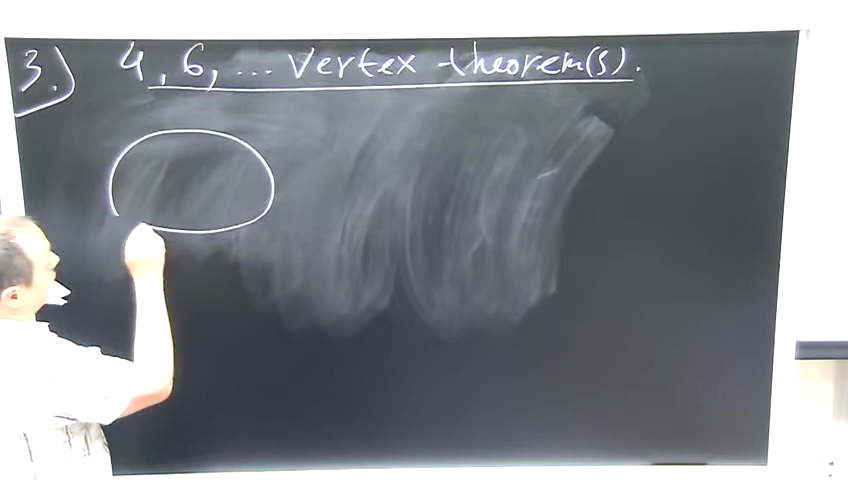 3.) 4, 6, ... vertex theorem(s).